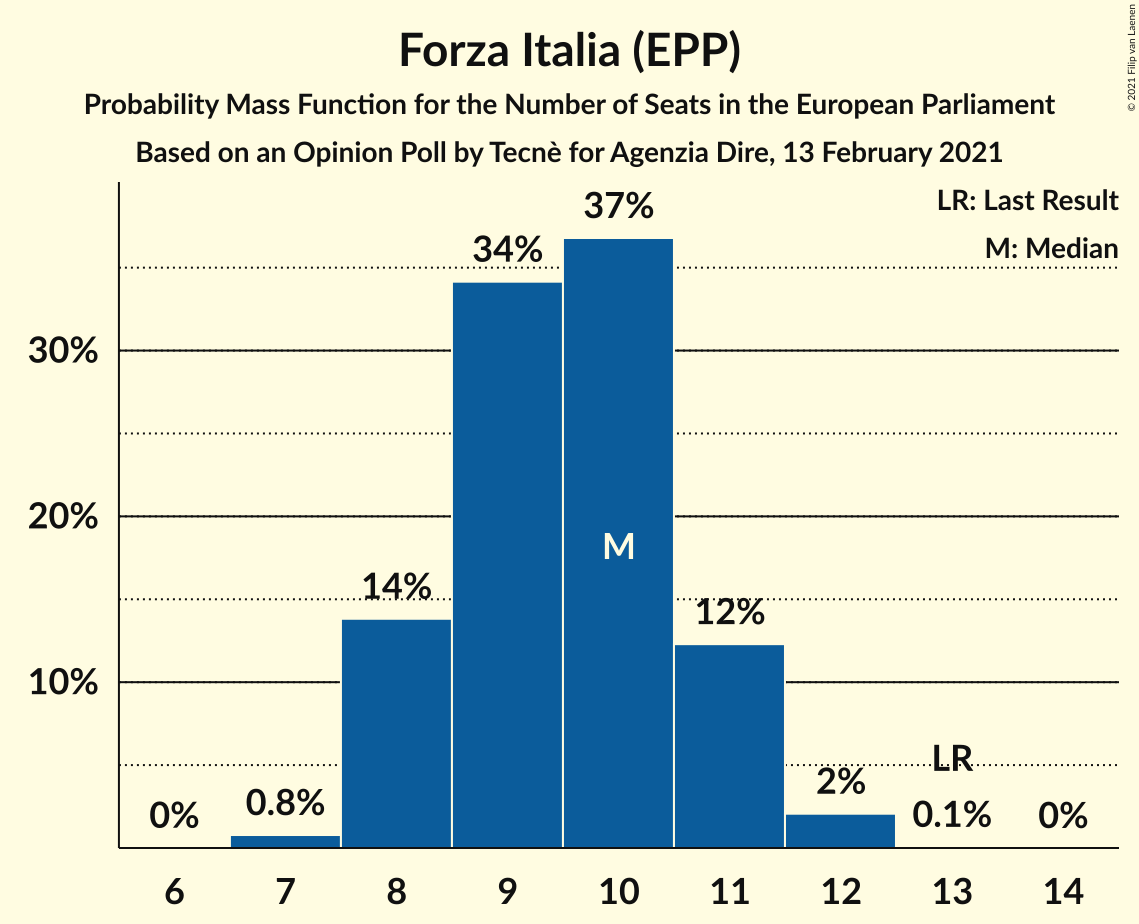 Forza Italia (EPP)
Probability Mass Function for the Number of Seats in the European Parliament
Based on an Opinion Poll by Tecnè for Agenzia Dire, 13 February 2021
© 2021 Filip van Laenen
LR: Last Result
M: Median
37%
34%
30%
20%
M
14%
12%
10%
LR
2%
0%
0.8%
0.1%
0%
6 7 8 9 10 11 12 13 14